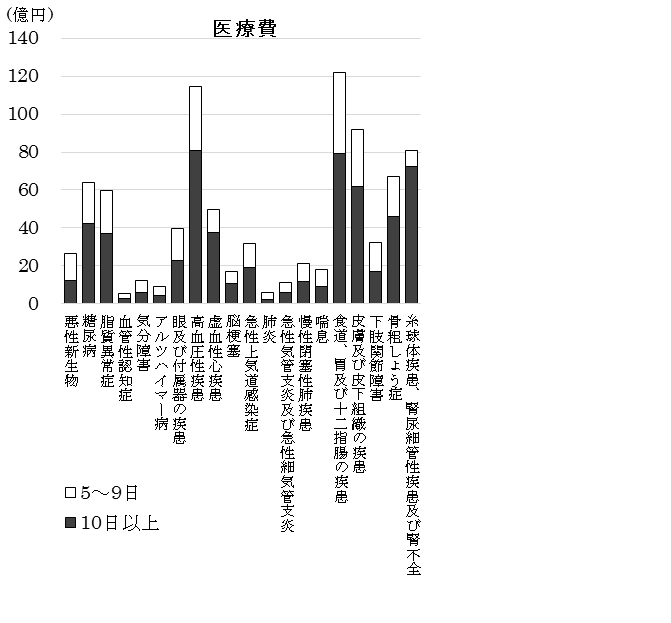 (億円)
医療費
140
120
100
80
60
40
20
0
悪性新生物
糖尿病
脂質異常症
血管性認知症
気分障害
アルツハイマー病
眼及び付属器の疾患
高血圧性疾患
虚血性心疾患
脳梗塞
急性上気道感染症
肺炎
急性気管支炎及び急性細気管支炎
慢性閉塞性肺疾患
喘息
食道、胃及び十二指腸の疾患
皮膚及び皮下組織の疾患
下肢関節障害
骨粗しょう症
糸球体疾患、腎尿細管性疾患及び腎不全
5～9日
10日以上